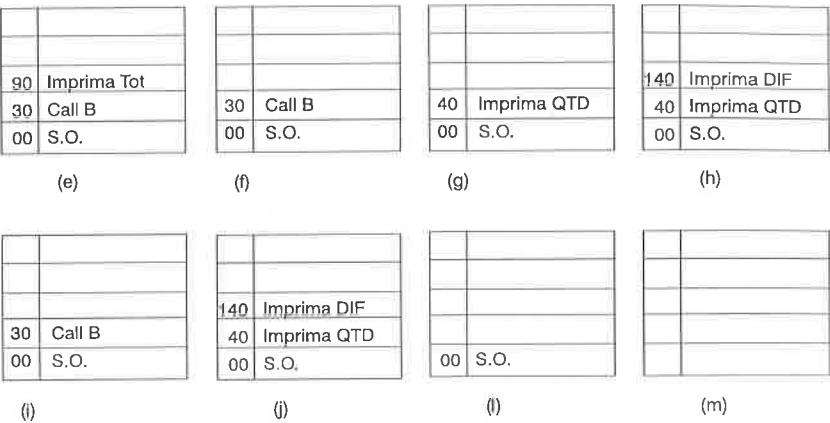 90 Imprima Tot
30 Call B
00 S.O.
(e)
30 Call B
00 S.O.
(f)
40 Imprima QTD
00 S.O.
(g)
140 Imprima DIF
40 Imprima QTD
00 S.O.
(h)
30 Call B
00 S.O.
(i)
140 Imprima DIF
40 Imprima QTD
00 S.O.
(j)
00 S.O.
(l)
(m)